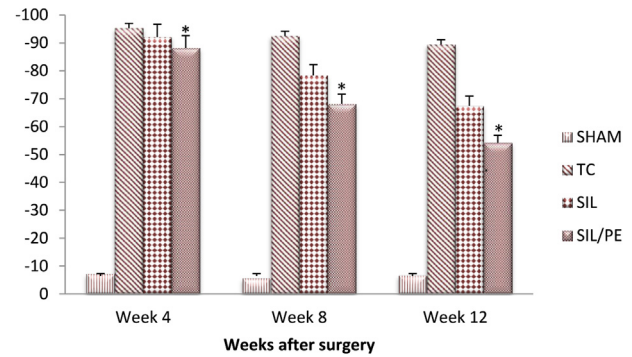 -100
-90
-80
-70
-60
-50
-40
-30
-20
-10
0
* * *
Week 4 Week 8 Week 12
Weeks after surgery
SHAM
TC
SIL
SIL/PE